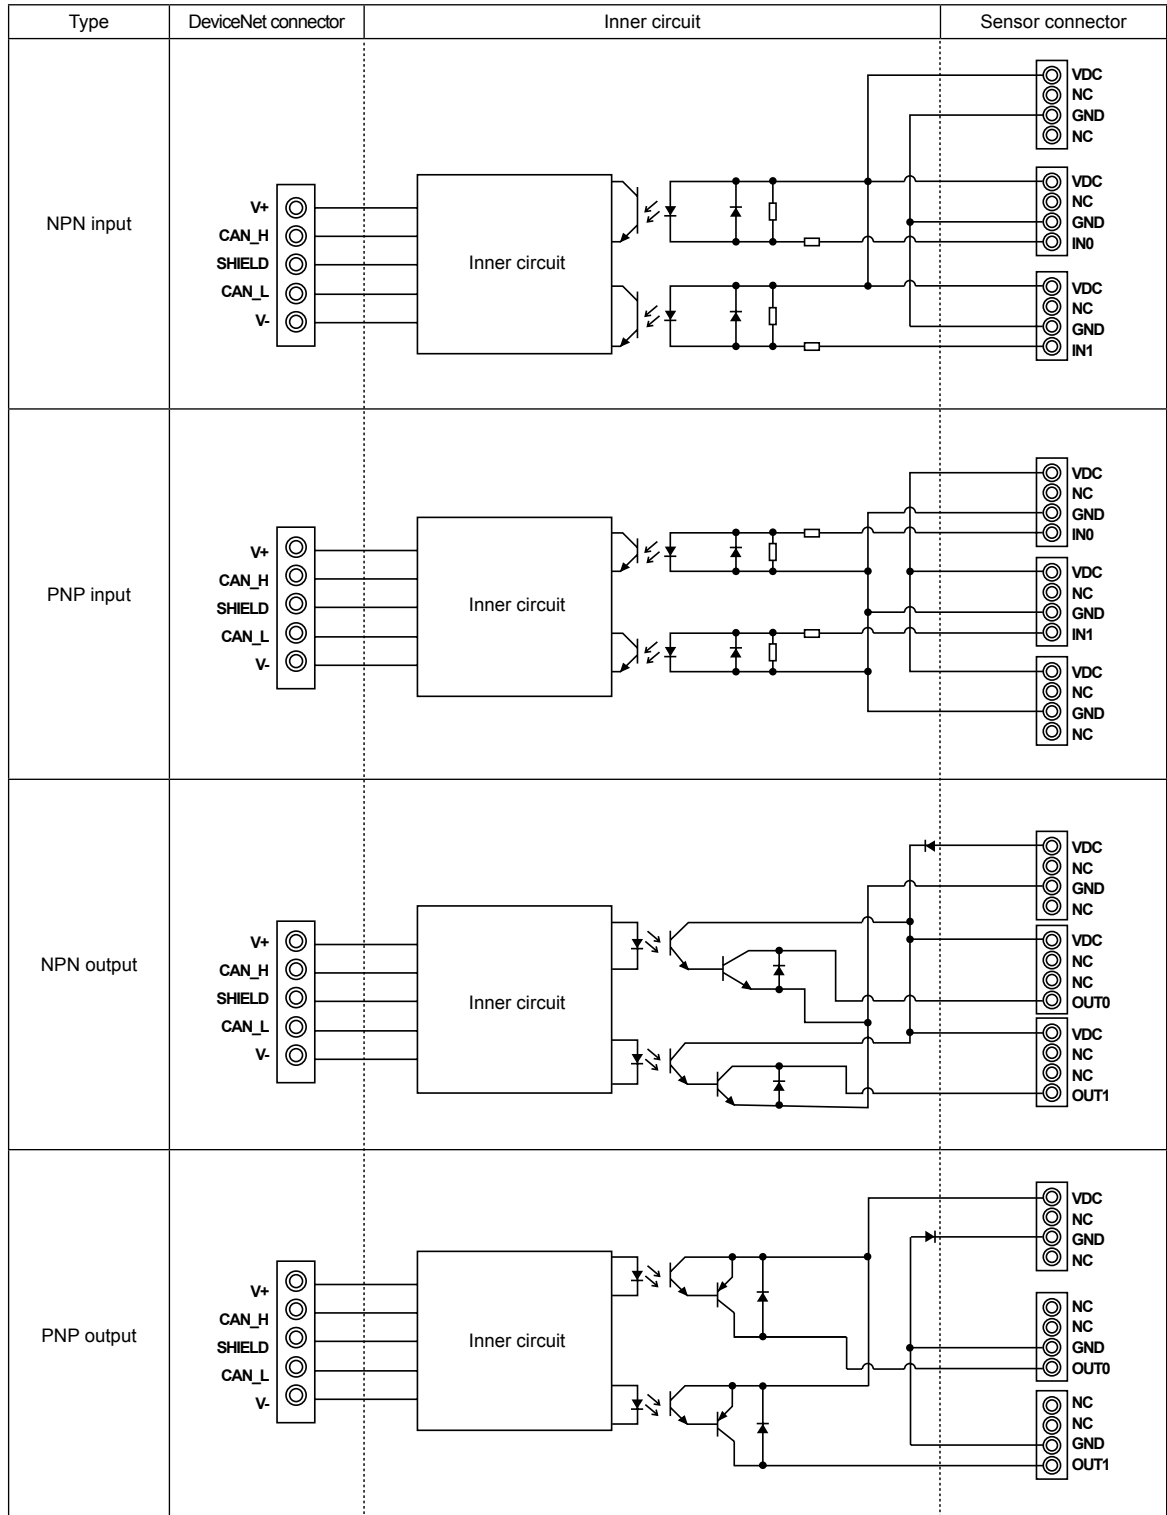 Type DeviceNet connector Inner circuit Sensor connector
NPN input
V+
CAN_H
SHIELD
CAN_L
V-
Inner circuit
VDC
NC
GND
NC
VDC
NC
GND
IN0
VDC
NC
GND
IN1
PNP input
V+
CAN_H
SHIELD
CAN_L
V-
Inner circuit
VDC
NC
GND
IN0
VDC
NC
GND
IN1
VDC
NC
GND
NC
NPN output
V+
CAN_H
SHIELD
CAN_L
V-
Inner circuit
VDC
NC
GND
NC
VDC
NC
NC
OUT0
VDC
NC
NC
OUT1
PNP output
V+
CAN_H
SHIELD
CAN_L
V-
Inner circuit
VDC
NC
GND
NC
NC
NC
GND
OUT0
NC
NC
GND
OUT1